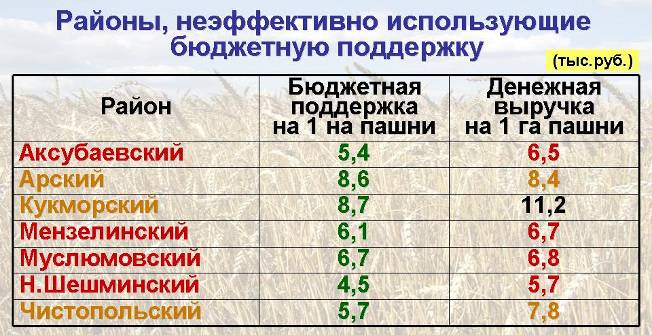 Районы, неэффективно использующие
бюджетную поддержку
(тыс.руб.)
Район
Бюджетная
поддержка
на 1 на пашни
Денежная
выручка
на 1 га пашни
Аксубаевский 5,4 6,5
Арский 8,6 8,4
Кукморский 8,7 11,2
Мензелинский 6,1 6,7
Муслюмовский 6,7 6,8
Н.Шешминский 4,5 5,7
Чистопольский 5,7 7,8